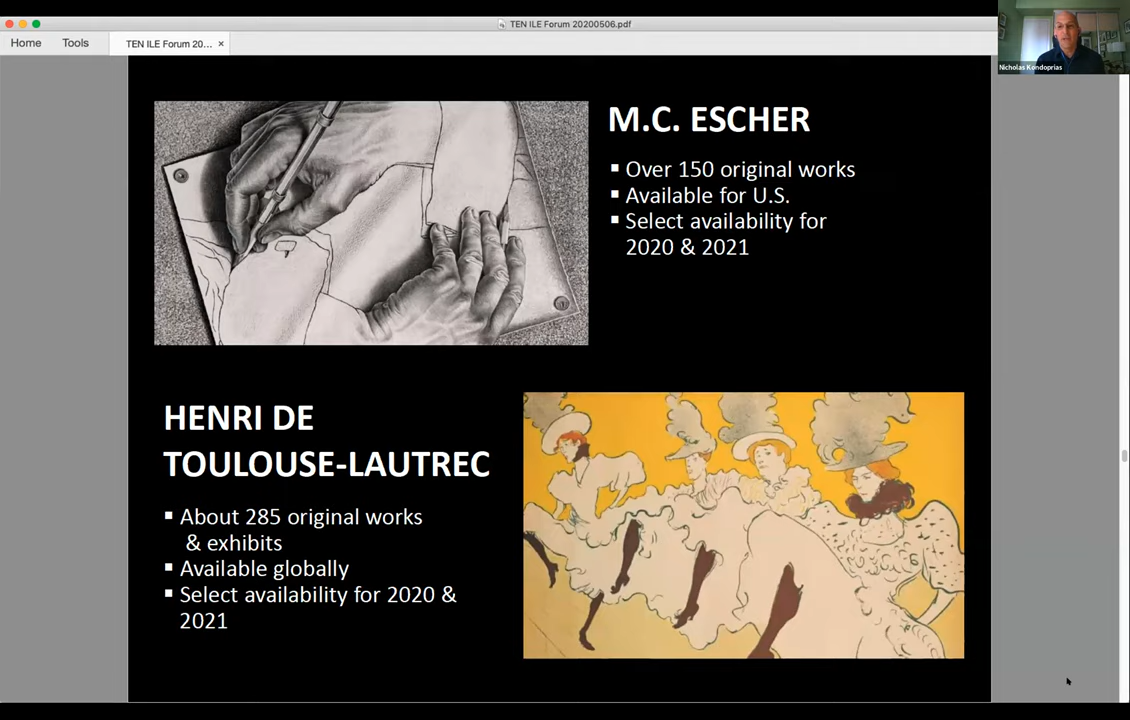 TEN ILE Forum 20200506.pdf
Home
Tools
TEN ILE Forum 20... ×
Nicholas Kondoprias
M.C. ESCHER
▪ Over 150 original works
▪ Available for U.S.
▪ Select availability for
2020 & 2021
HENRI DE
TOULOUSE-LAUTREC
▪ About 285 original works
& exhibits
▪ Available globally
▪ Select availability for 2020 &
2021